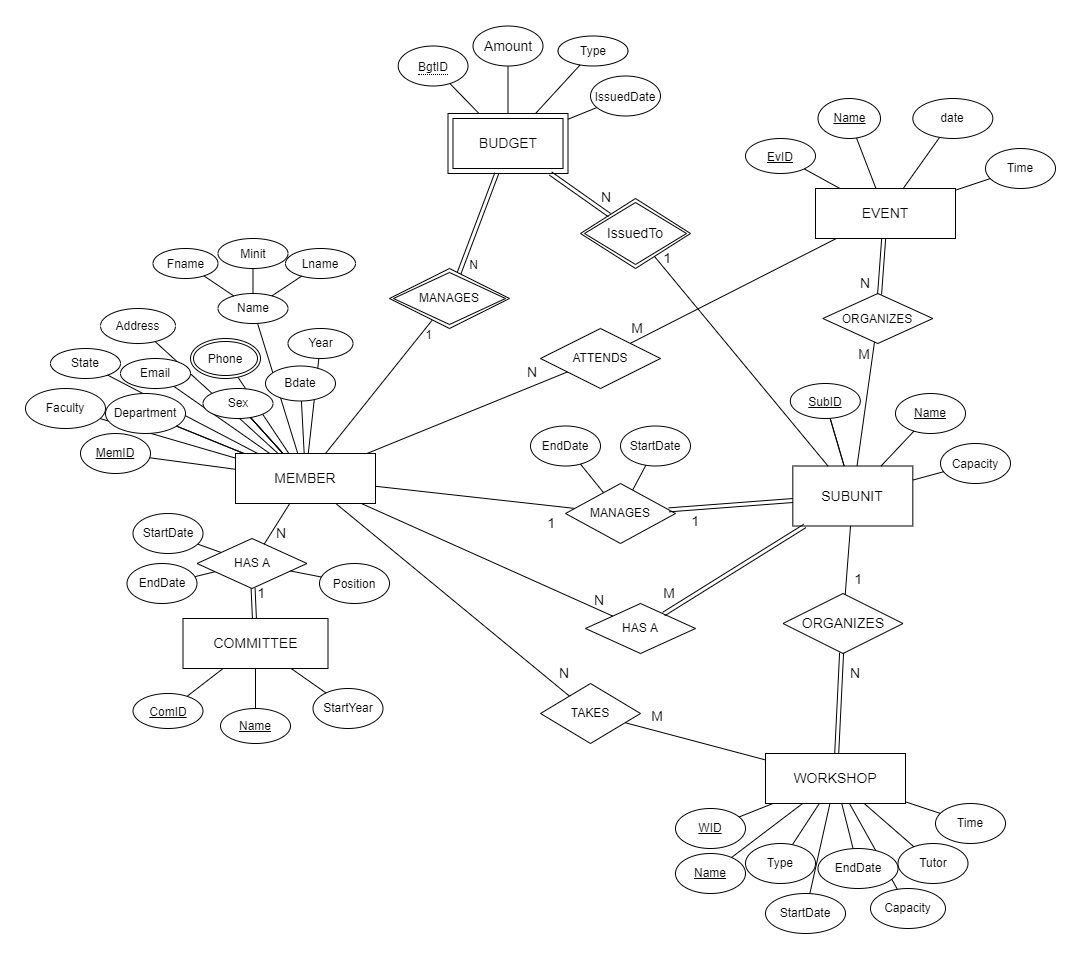 Amount
Type
BgtID
IssuedDate
BUDGET
Name
date
EvID
Time
EVENT
N
IssuedTo
1
N
MANAGES
1
N
ORGANIZES
M
Fname
Minit
Lname
Name
Address
Year
State
Email
Phone
Bdate
Faculty
Department
Sex
MemID
MEMBER
M
ATTENDS
N
SubID
Name
Capacity
SUBUNIT
EndDate
StartDate
MANAGES
1
1
StartDate
N
HAS A
EndDate
Position
1
COMMITTEE
ComID
Name
StartYear
M
N
HAS A
1
ORGANIZES
N
N
TAKES
M
WORKSHOP
WID
Time
Name
Type
EndDate
Tutor
StartDate
Capacity